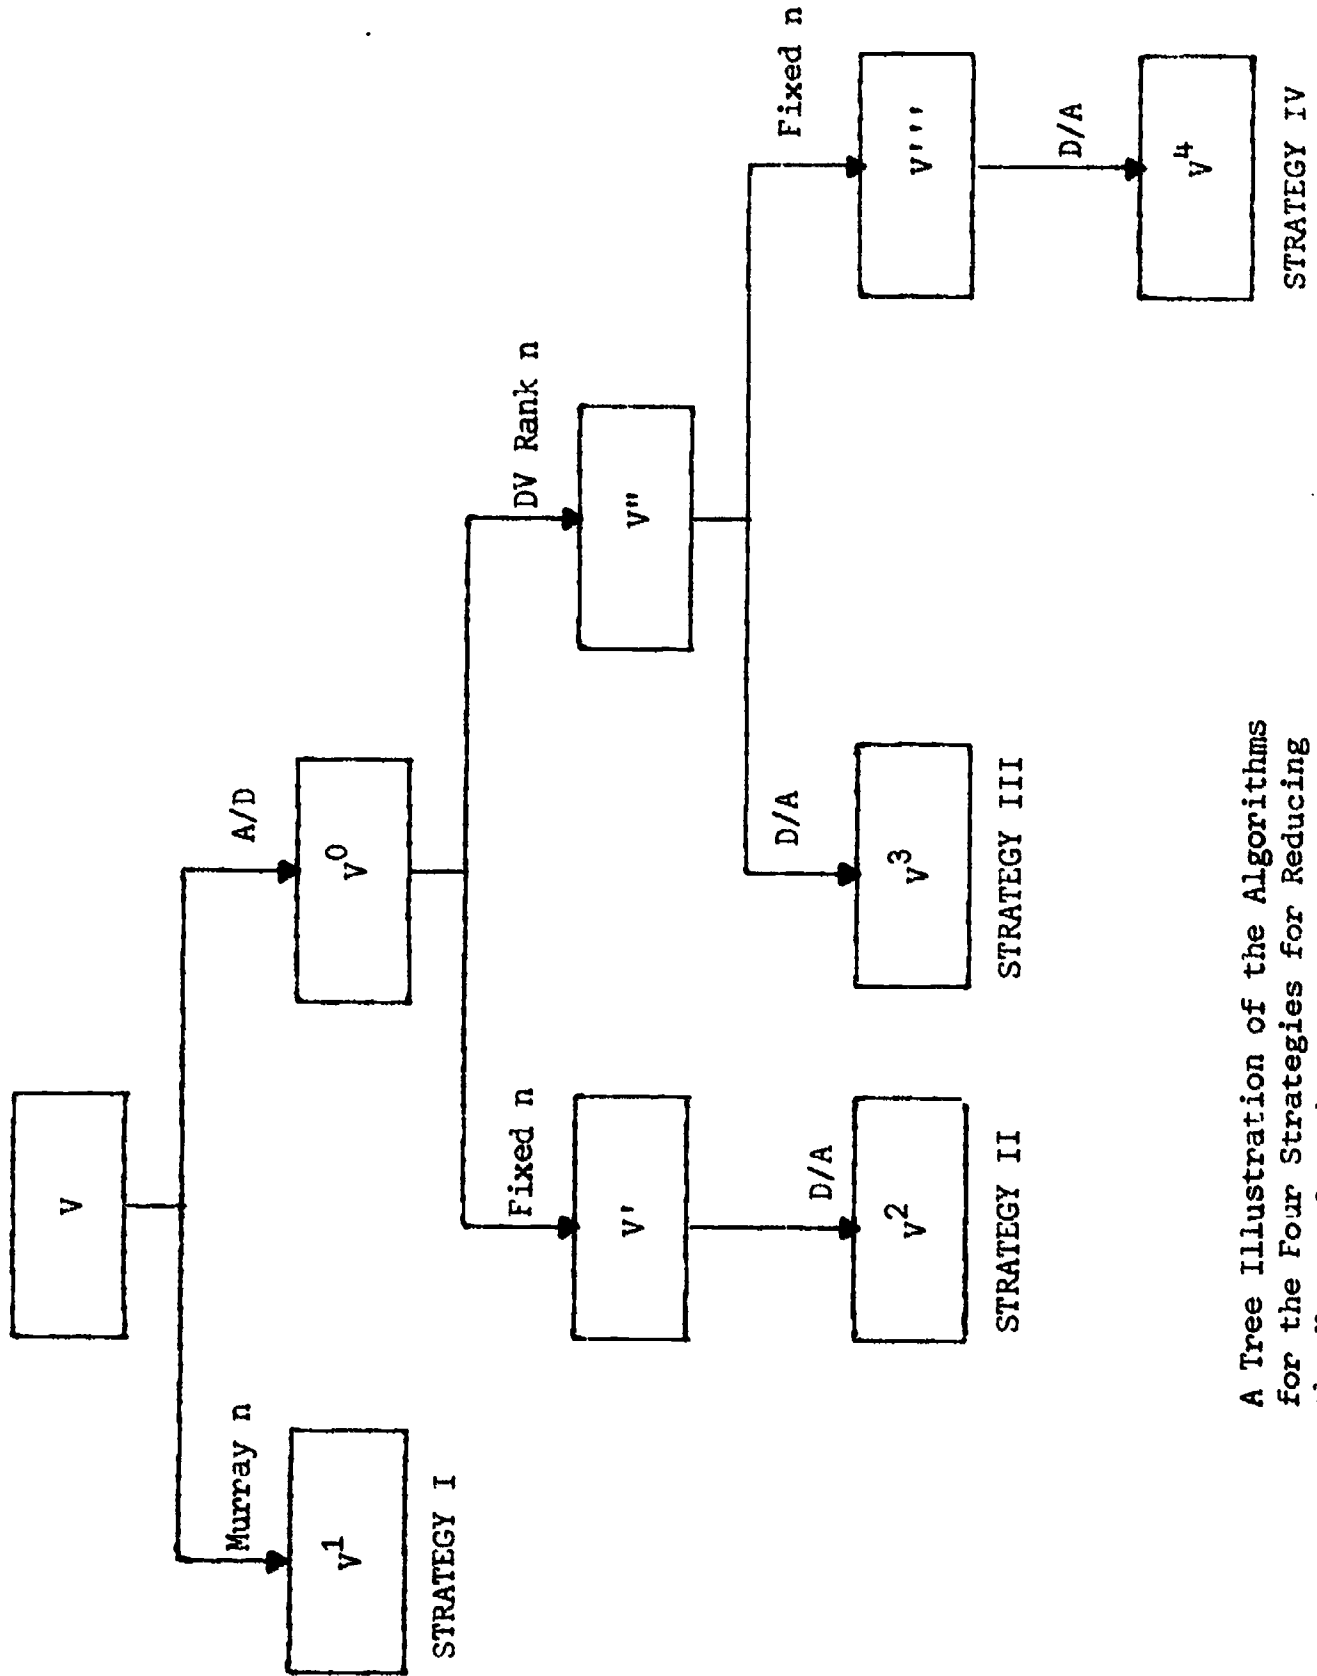 V
Murray n
A/D
V¹
V⁰
STRATEGY I
Fixed n
DV Rank n
V'
V"
D/A
D/A
Fixed n
V²
V³
V'''
STRATEGY II
STRATEGY III
D/A
V⁴
STRATEGY IV
A Tree Illustration of the Algorithms
for the Four Strategies for Reducing